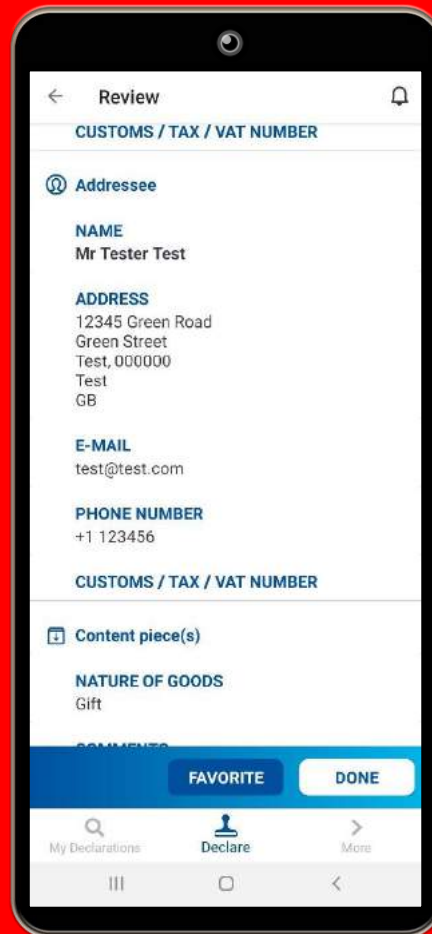 Review
CUSTOMS / TAX / VAT NUMBER
Addressee
NAME
Mr Tester Test
ADDRESS
12345 Green Road
Green Street
Test, 000000
Test
GB
E-MAIL
test@test.com
PHONE NUMBER
+1 123456
CUSTOMS / TAX / VAT NUMBER
Content piece(s)
NATURE OF GOODS
Gift
COMMENTS
FAVORITE
DONE
My Declarations
Declare
More